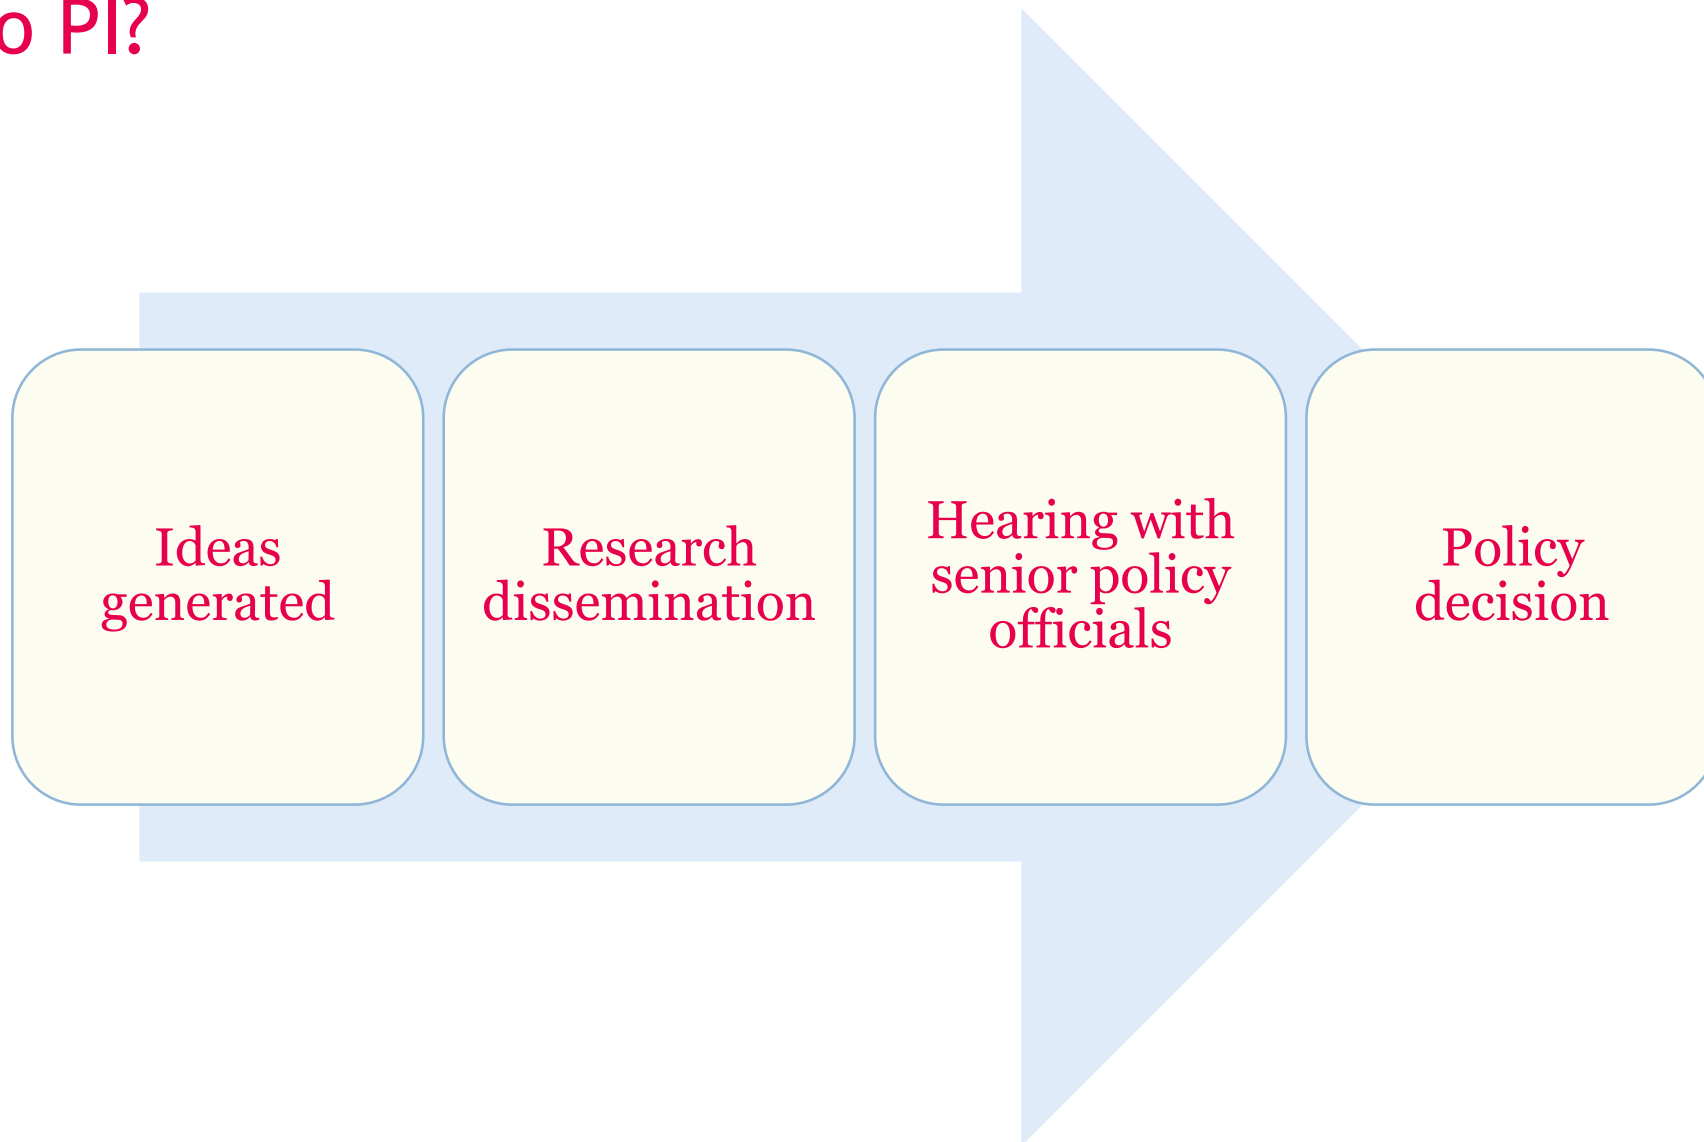 o PI?
Ideas
generated
Research
dissemination
Hearing with
senior policy
officials
Policy
decision